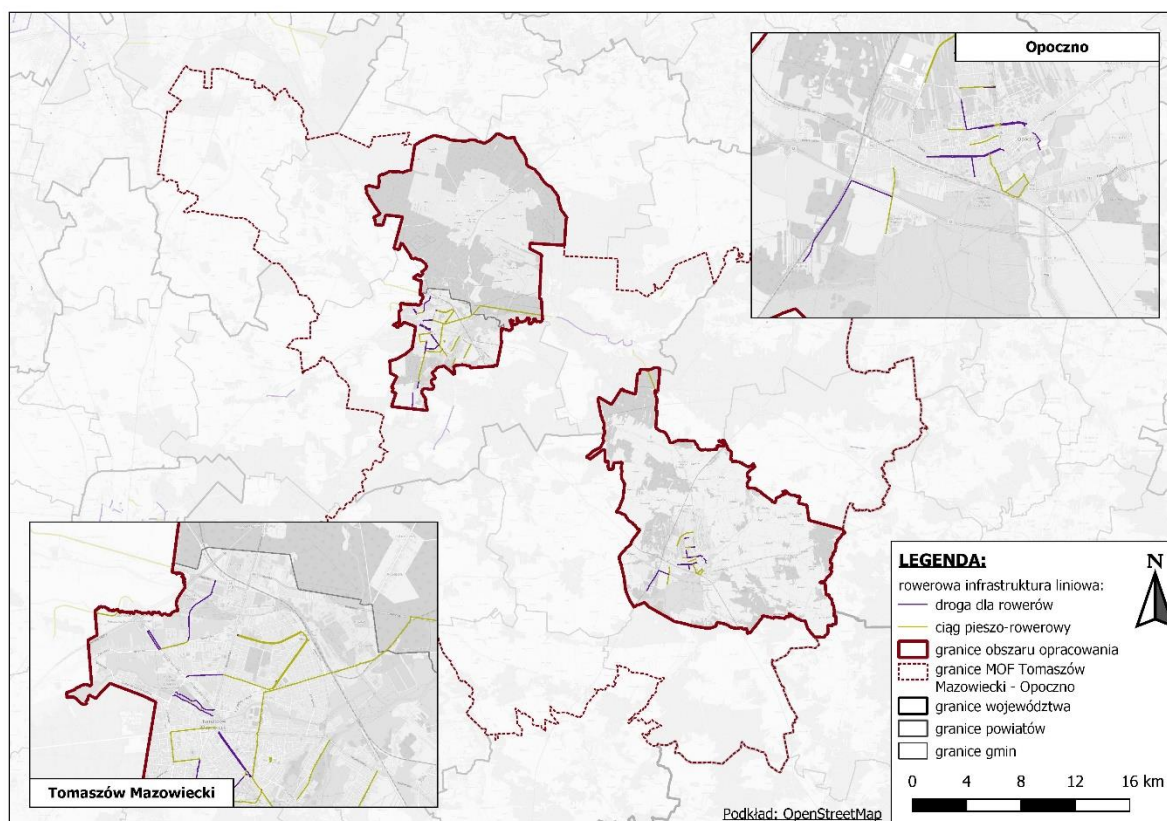 Opoczno
Tomaszów Mazowiecki
LEGENDA:
rowerowa infrastruktura liniowa:
droga dla rowerów
ciąg pieszo-rowerowy
granice obszaru opracowania
granice MOF Tomaszów
Mazowiecki - Opoczno
granice województwa
granice powiatów
granice gmin
N
0 4 8 12 16 km
Podkład: OpenStreetMap